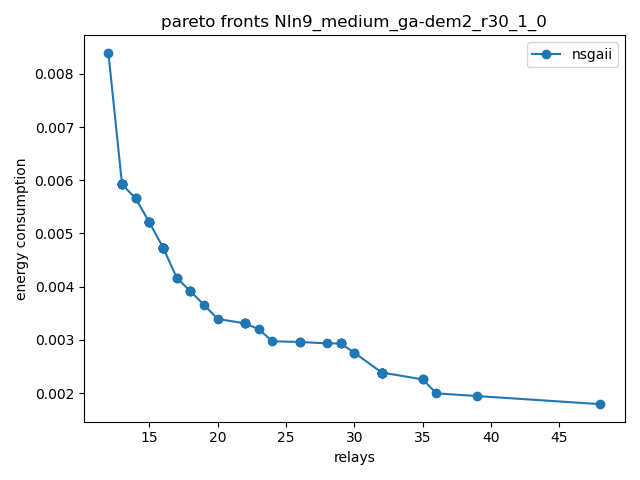 pareto fronts NIn9_medium_ga-dem2_r30_1_0
nsgaii
0.008
0.007
0.006
0.005
0.004
0.003
0.002
energy consumption
15 20 25 30 35 40 45
relays